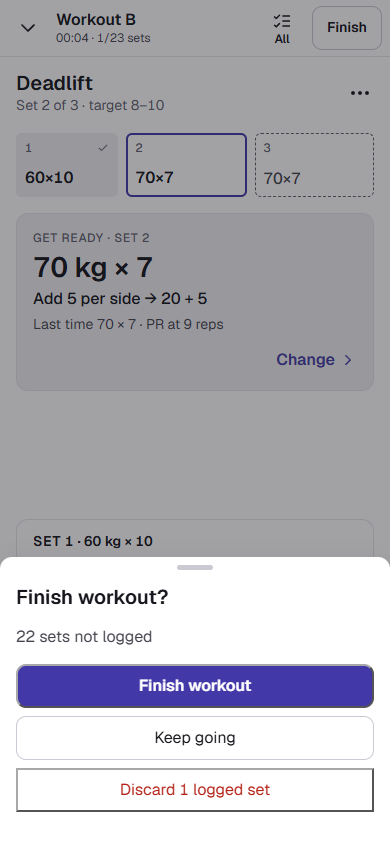 Workout B
00:04 · 1/23 sets
All
Finish
Deadlift
Set 2 of 3 · target 8–10
1
60×10
2
70×7
3
70×7
GET READY · SET 2
70 kg × 7
Add 5 per side → 20 + 5
Last time 70 × 7 · PR at 9 reps
Change
SET 1 · 60 kg × 10
Finish workout?
22 sets not logged
Finish workout
Keep going
Discard 1 logged set